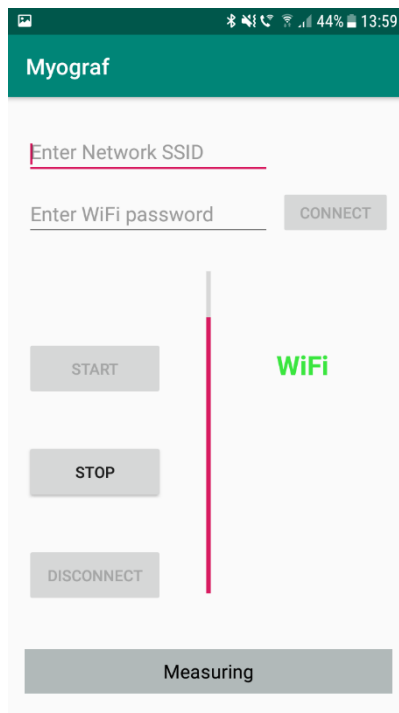 44% 13:59
Myograf
Enter Network SSID
Enter WiFi password
CONNECT
START
WiFi
STOP
DISCONNECT
Measuring